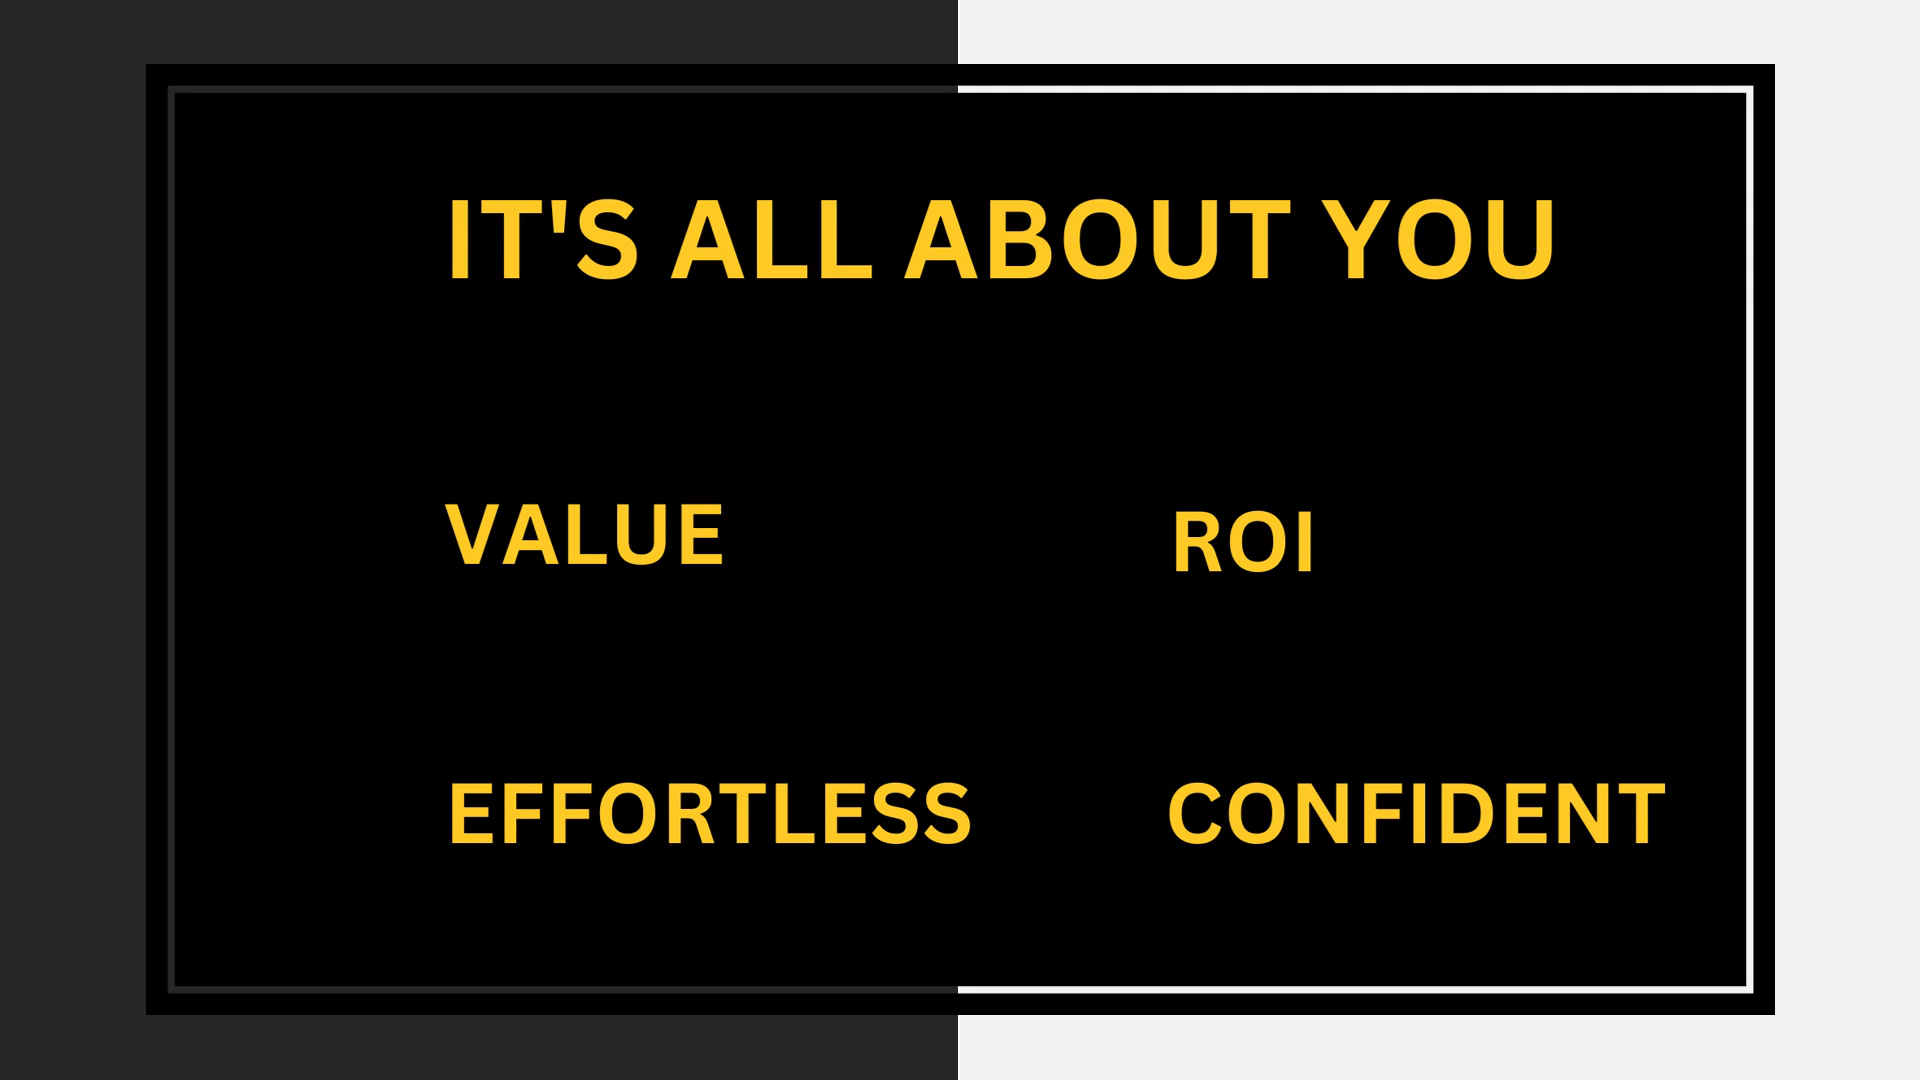 IT'S ALL ABOUT YOU
VALUE
ROI
EFFORTLESS
CONFIDENT